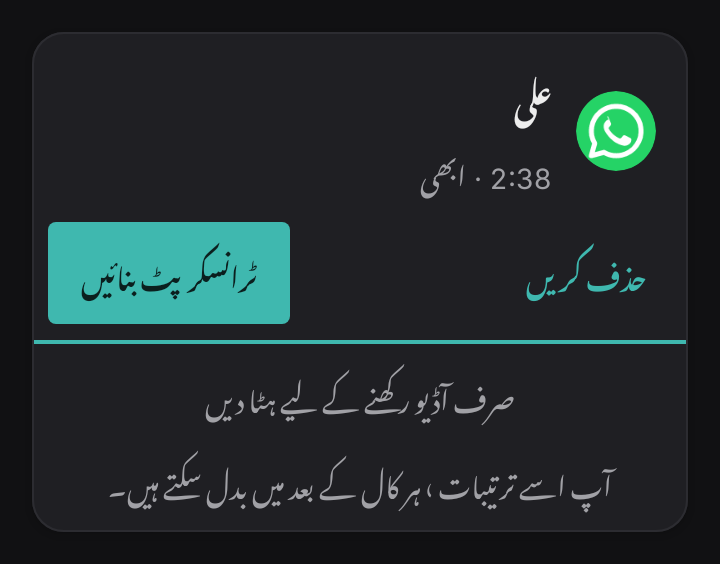 علی
2:38 · ابھی
حذف کریں
ٹرانسکرپٹ بنائیں
صرف آڈیو رکھنے کے لیے ہٹا دیں
آپ اسے ترتیبات، ہر کال کے بعد میں بدل سکتے ہیں۔